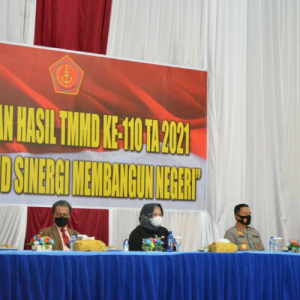 AN HASIL TMMD KE-110 TA 2021
D SINERGI MEMBANGUN NEGERI"